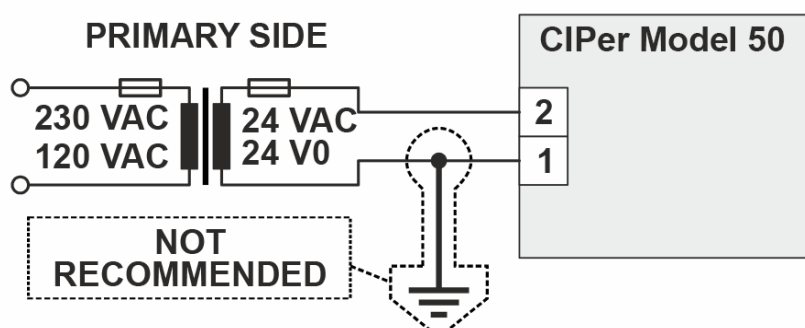 PRIMARY SIDE
CIPer Model 50
230 VAC
120 VAC
24 VAC
24 V0
2
1
NOT
RECOMMENDED